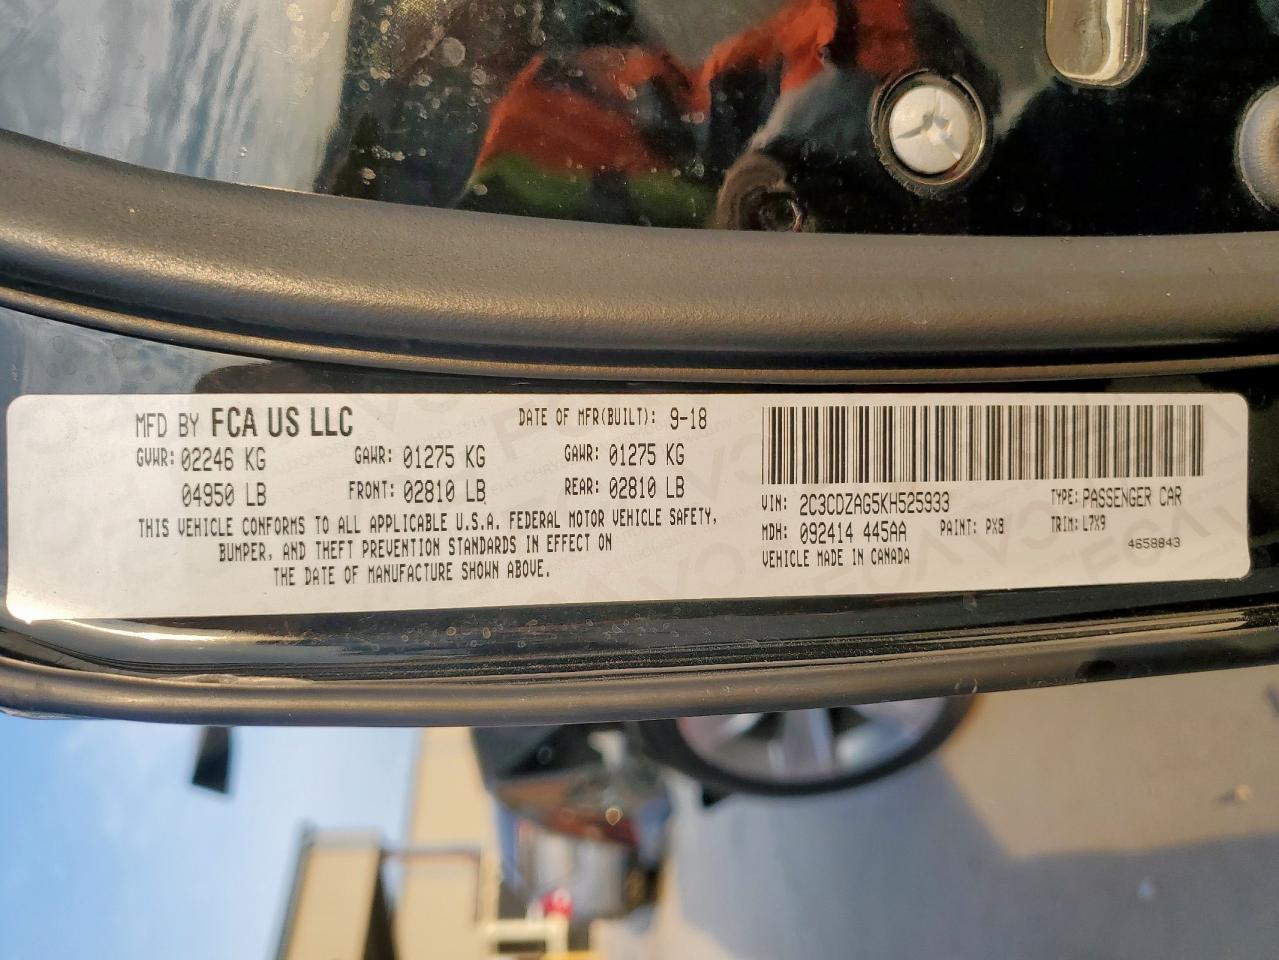 MFD BY FCA US LLC DATE OF MFR(BUILT): 9-18
GVWR: 02246 KG GAWR: 01275 KG GAWR: 01275 KG
04950 LB FRONT: 02810 LB REAR: 02810 LB
THIS VEHICLE CONFORMS TO ALL APPLICABLE U.S.A. FEDERAL MOTOR VEHICLE SAFETY,
BUMPER, AND THEFT PREVENTION STANDARDS IN EFFECT ON
THE DATE OF MANUFACTURE SHOWN ABOVE.
VIN: 2C3CDZAG5KH525933 TYPE: PASSENGER CAR
MDH: 092414 445AA PAINT: PX8 TRIM: L7X9
VEHICLE MADE IN CANADA 4658843